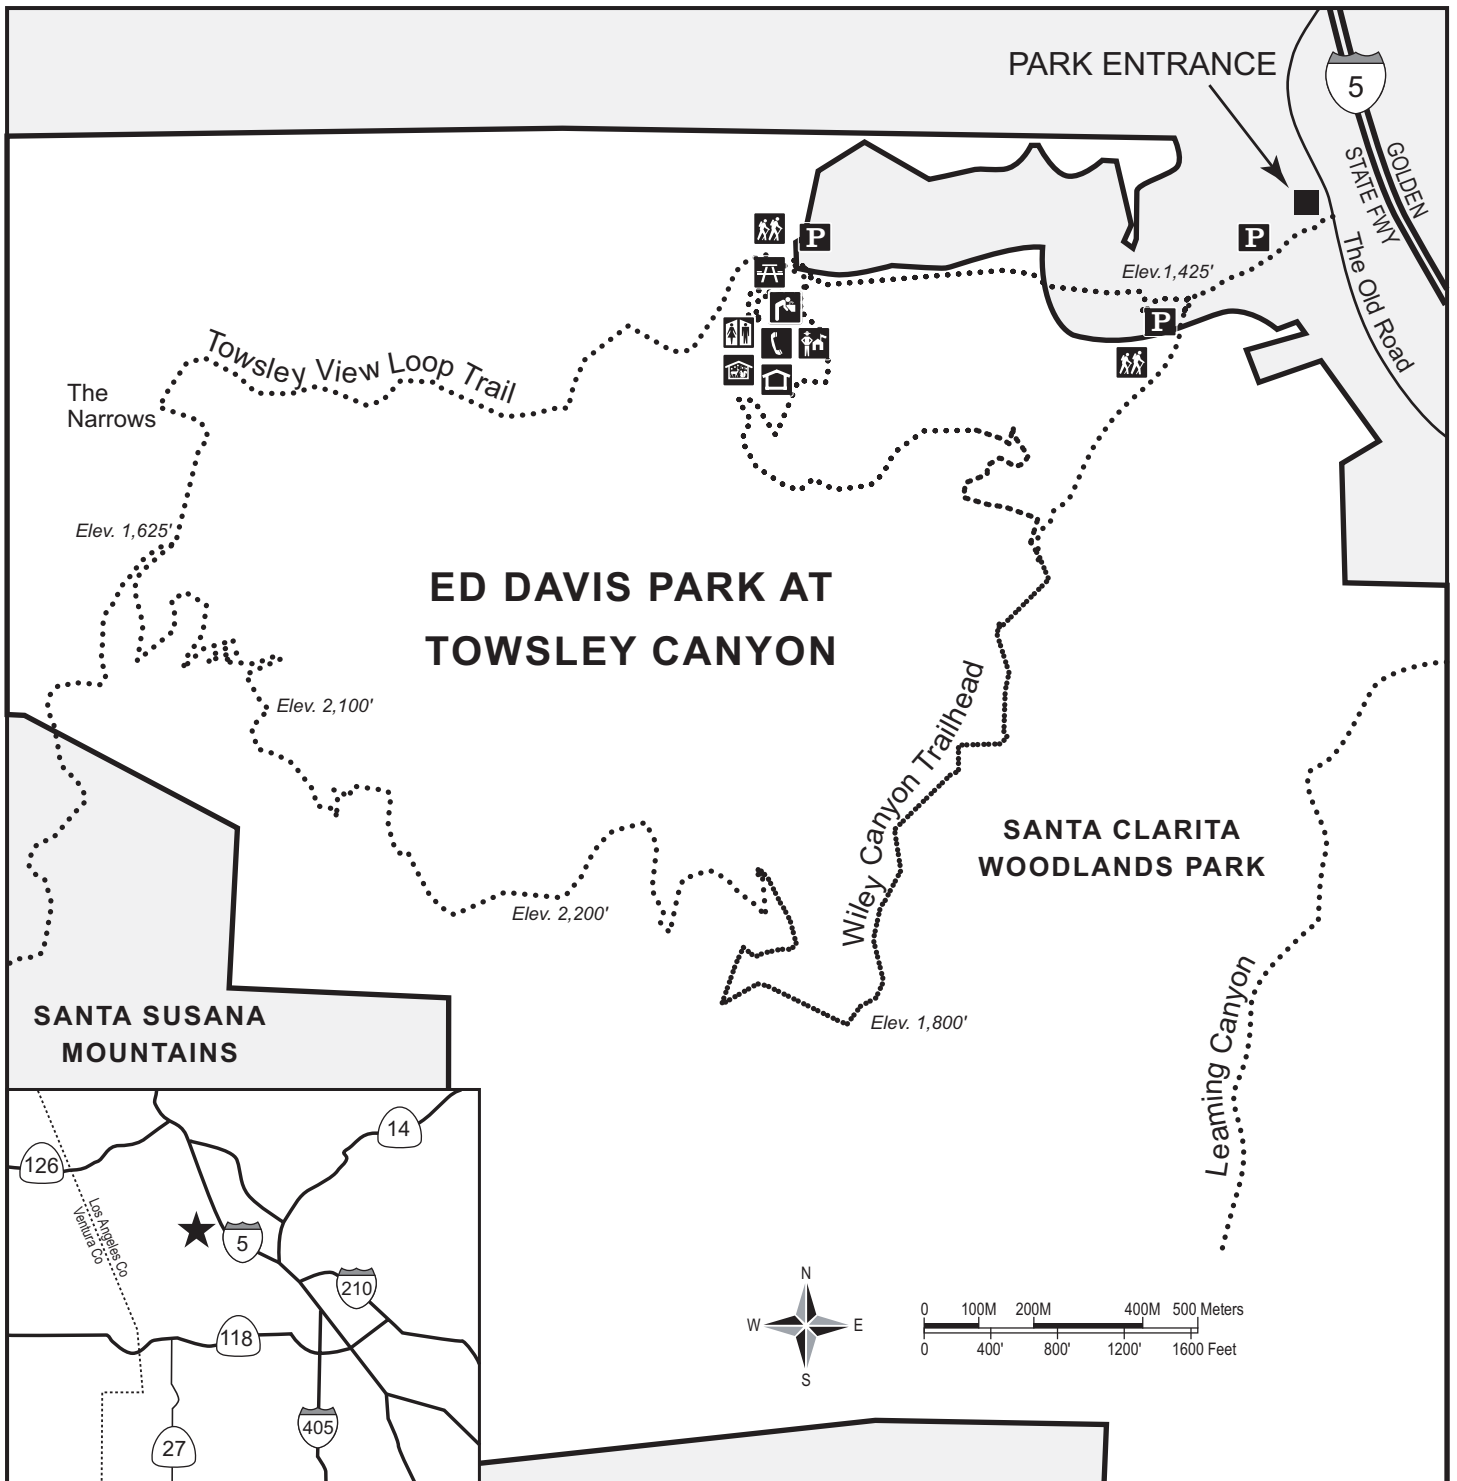 PARK ENTRANCE
5
GOLDEN
STATE FWY
The Old Road
P
P
Elev.1,425'
P
Towsley View Loop Trail
The
Narrows
Elev. 1,625'
ED DAVIS PARK AT
TOWSLEY CANYON
Elev. 2,100'
Wiley Canyon Trailhead
SANTA CLARITA
WOODLANDS PARK
Elev. 2,200'
Elev. 1,800'
Leaming Canyon
SANTA SUSANA
MOUNTAINS
14
126
Los Angeles Co
Ventura Co
5
210
118
405
27
N
W E
S
0 100M 200M 400M 500 Meters
0 400' 800' 1200' 1600 Feet